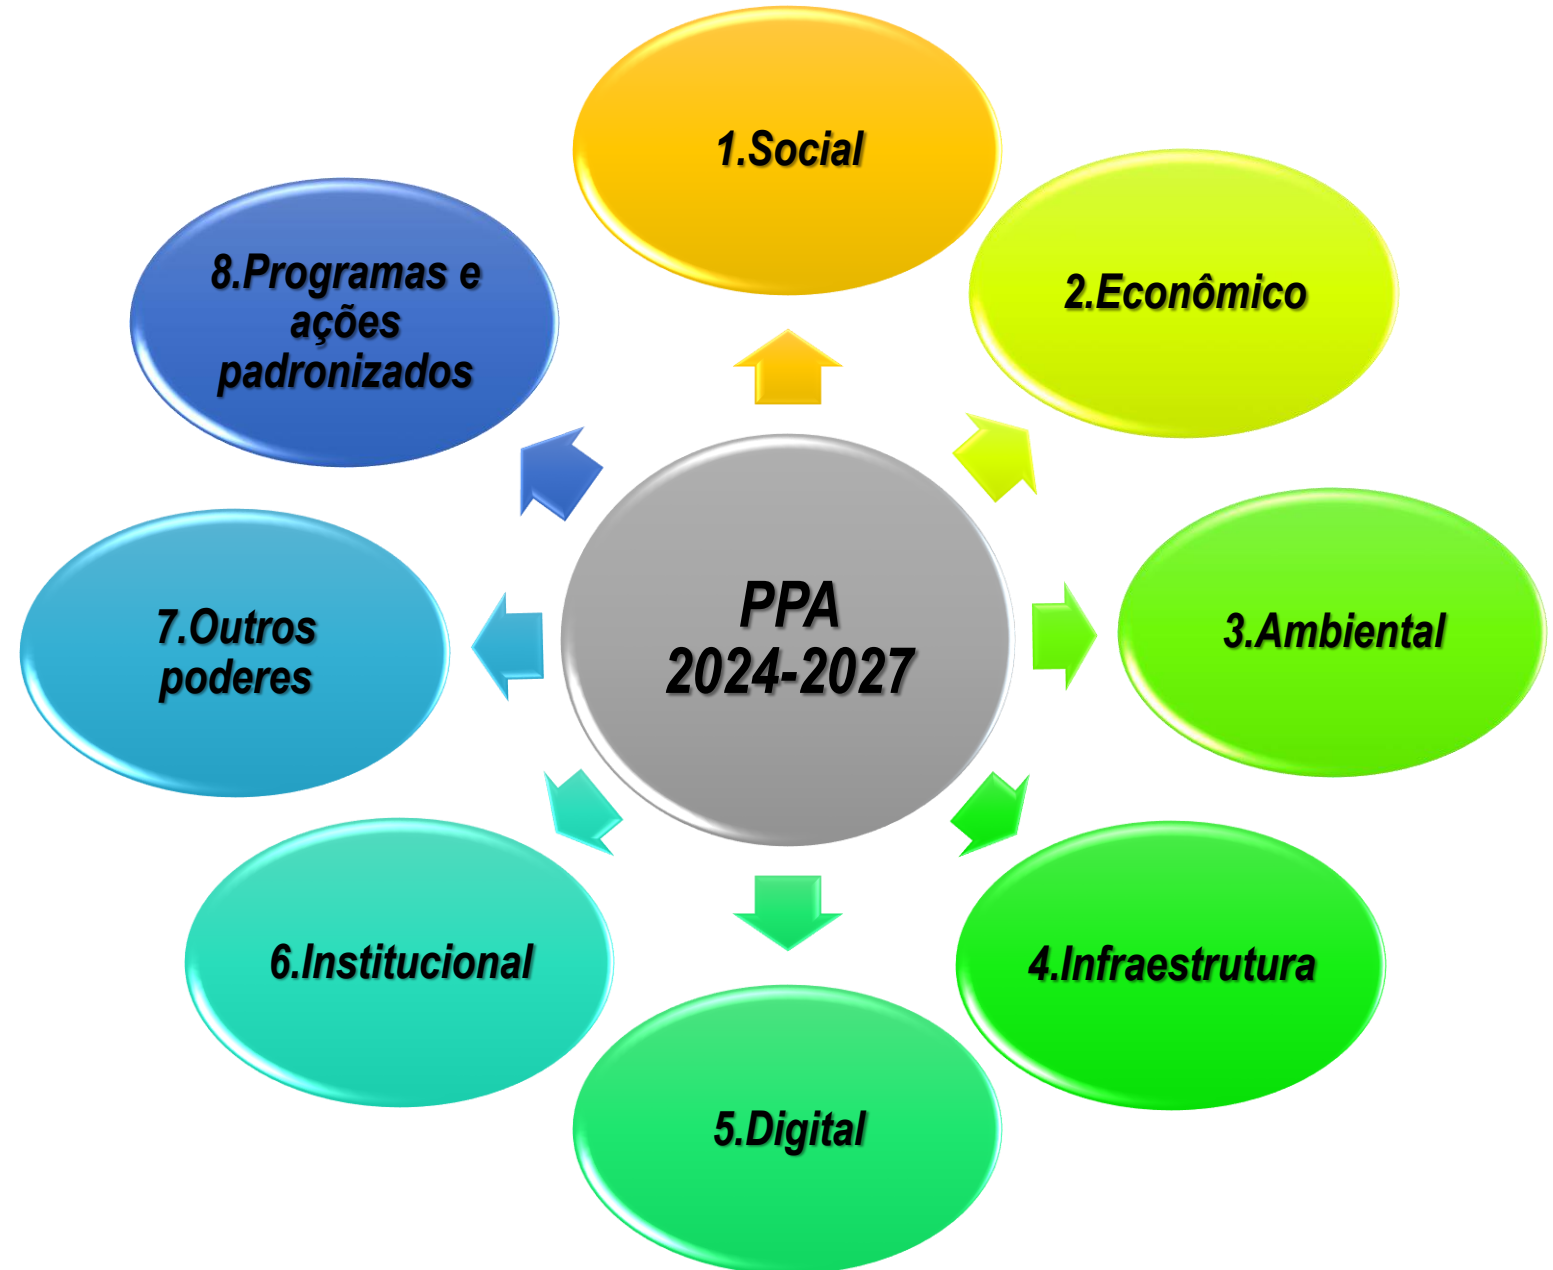 PPA
2024-2027
1.Social
2.Econômico
3.Ambiental
4.Infraestrutura
5.Digital
6.Institucional
7.Outros
poderes
8.Programas e
ações
padronizados